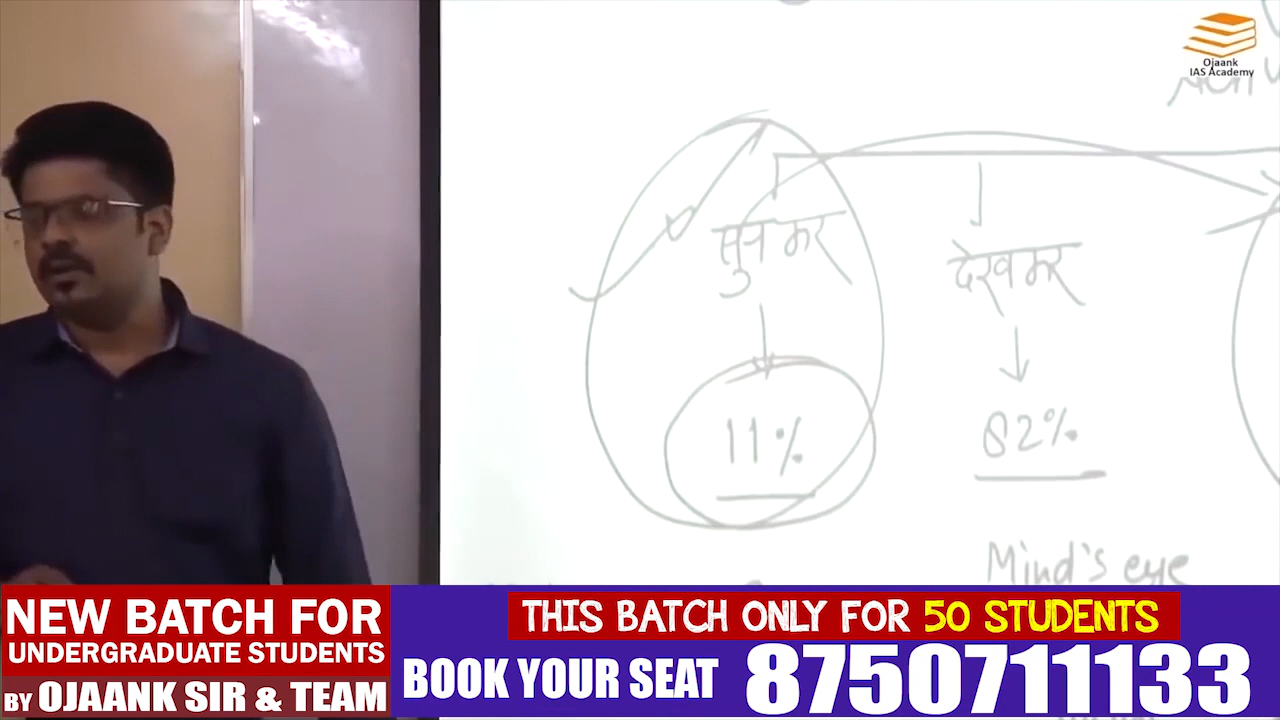 Ojaank
IAS Academy
सुनकर
देखकर
11%
82%
Mind's eye
NEW BATCH FOR
UNDERGRADUATE STUDENTS
BY OJAANK SIR & TEAM
THIS BATCH ONLY FOR 50 STUDENTS
BOOK YOUR SEAT 8750711133